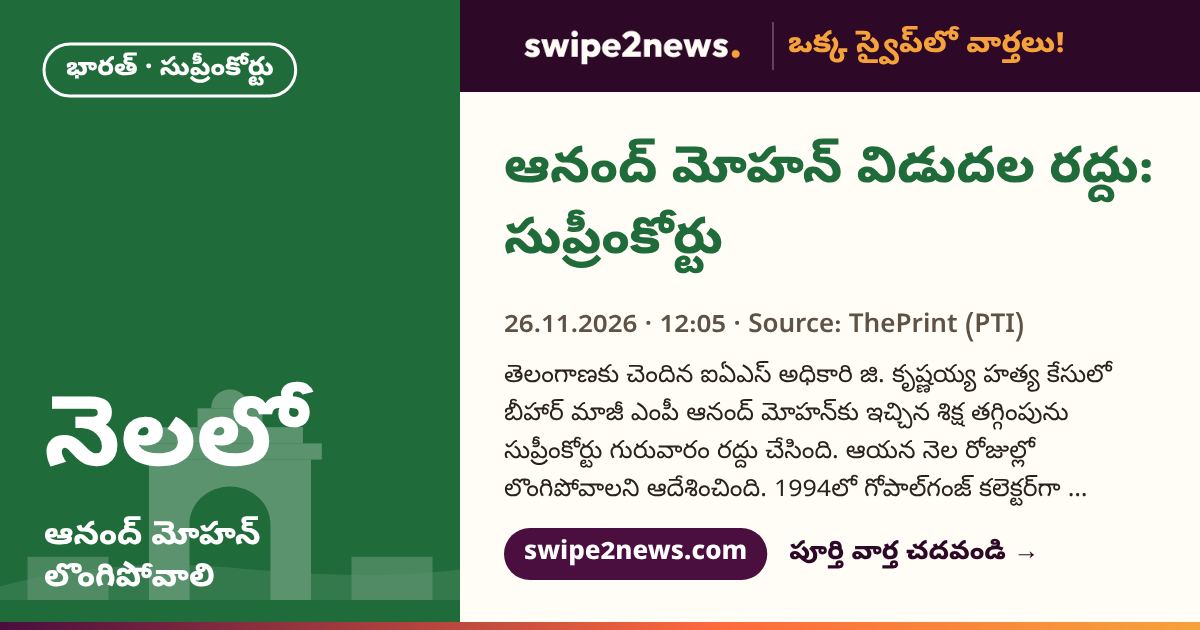 భారత్ · సుప్రీంకోర్టు
నెలలో
ఆనంద్ మోహన్
లొంగిపోవాలి
swipe2news. ఒక్క స్వైప్‌లో వార్తలు!
ఆనంద్ మోహన్ విడుదల రద్దు:
సుప్రీంకోర్టు
26.11.2026 · 12:05 · Source: ThePrint (PTI)
తెలంగాణకు చెందిన ఐఏఎస్ అధికారి జి. కృష్ణయ్య హత్య కేసులో
బీహార్ మాజీ ఎంపీ ఆనంద్ మోహన్‌కు ఇచ్చిన శిక్ష తగ్గింపును
సుప్రీంకోర్టు గురువారం రద్దు చేసింది. ఆయన నెల రోజుల్లో
లొంగిపోవాలని ఆదేశించింది. 1994లో గోపాల్‌గంజ్ కలెక్టర్‌గా ...
swipe2news.com పూర్తి వార్త చదవండి →